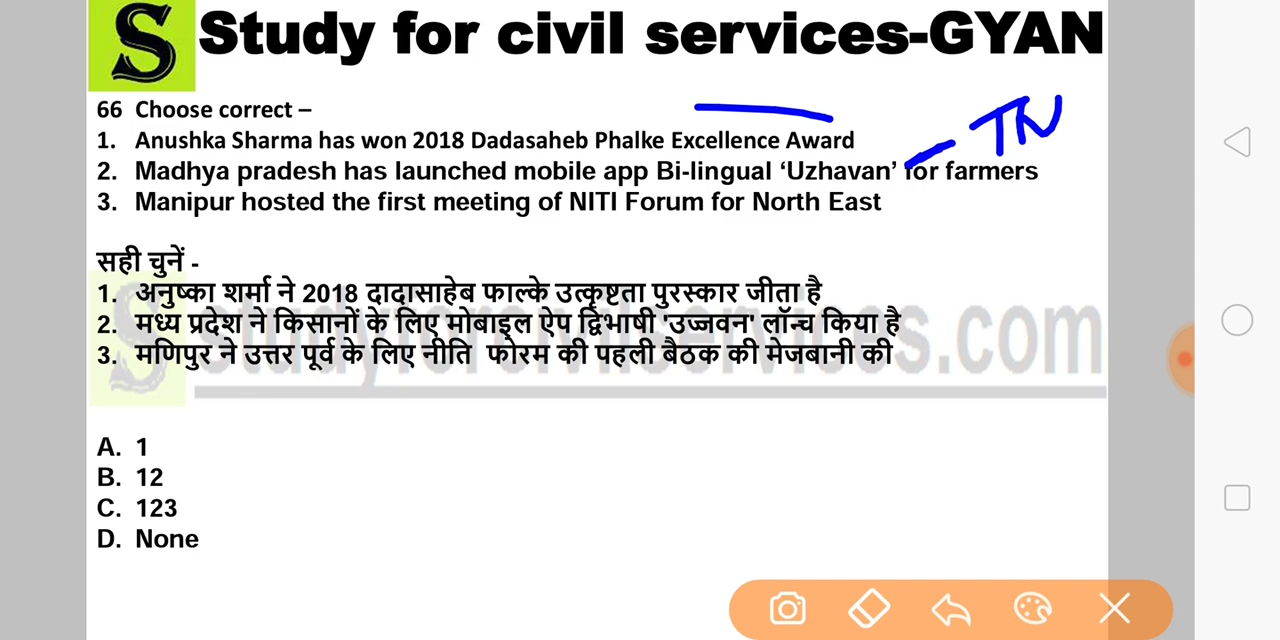 S Study for civil services-GYAN
66 Choose correct –
TN
1. Anushka Sharma has won 2018 Dadasaheb Phalke Excellence Award
2. Madhya pradesh has launched mobile app Bi-lingual ‘Uzhavan’ for farmers
3. Manipur hosted the first meeting of NITI Forum for North East
सही चुनें -
1. अनुष्का शर्मा ने 2018 दादासाहेब फाल्के उत्कृष्टता पुरस्कार जीता है
2. मध्य प्रदेश ने किसानों के लिए मोबाइल ऐप द्विभाषी 'उज्जवन' लॉन्च किया है
3. मणिपुर ने उत्तर पूर्व के लिए नीति फोरम की पहली बैठक की मेजबानी की
S studyforcivilservices.com
A. 1
B. 12
C. 123
D. None